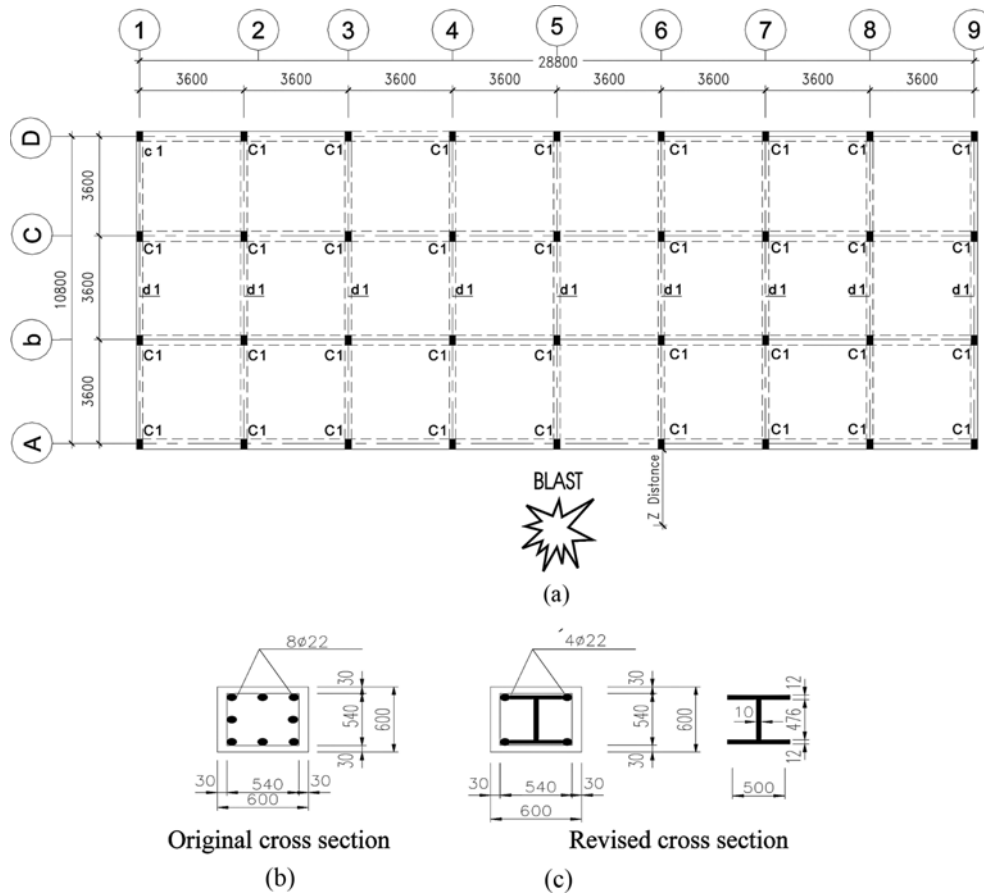 1 2 3 4 5 6 7 8 9
28800
3600 3600 3600 3600 3600 3600 3600 3600
D
c1 C1 C1 C1 C1 C1 C1 C1 C1
3600
C
C1 C1 C1 C1 C1 C1 C1 C1 C1
10800
3600
d1 d1 d1 d1 d1 d1 d1 d1 d1
b
C1 C1 C1 C1 C1 C1 C1 C1 C1
3600
C1 C1 C1 C1 C1 C1 C1 C1 C1
A
BLAST
Z Distance
(a)
8ø22
30
540
600
30
30 540 30
600
4ø22
30
540
600
30
30 540 30
600
12
10
476
12
500
Original cross section
Revised cross section
(b)
(c)